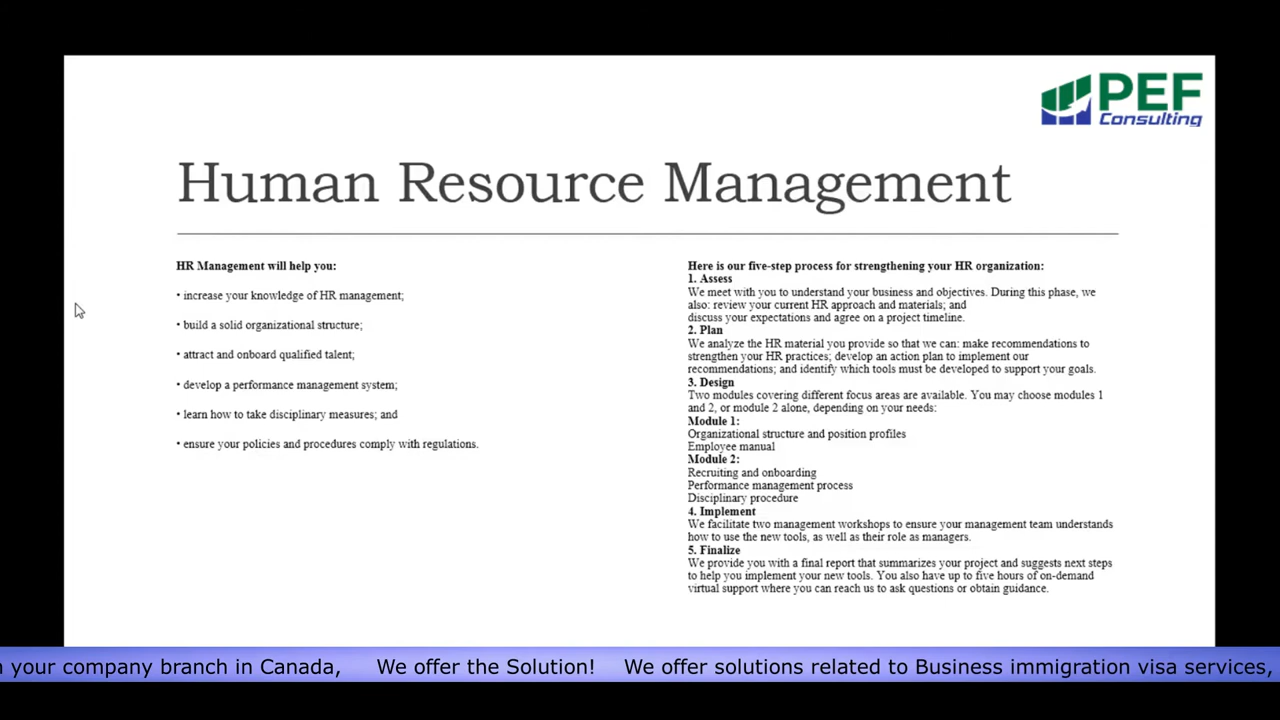 PEF
Consulting
Human Resource Management
HR Management will help you:
• increase your knowledge of HR management;
• build a solid organizational structure;
• attract and onboard qualified talent;
• develop a performance management system;
• learn how to take disciplinary measures; and
• ensure your policies and procedures comply with regulations.
Here is our five-step process for strengthening your HR organization:
1. Assess
We meet with you to understand your business and objectives. During this phase, we
also: review your current HR approach and materials; and
discuss your expectations and agree on a project timeline.
2. Plan
We analyze the HR material you provide so that we can: make recommendations to
strengthen your HR practices; develop an action plan to implement our
recommendations; and identify which tools must be developed to support your goals.
3. Design
Two modules covering different focus areas are available. You may choose modules 1
and 2, or module 2 alone, depending on your needs:
Module 1:
Organizational structure and position profiles
Employee manual
Module 2:
Recruiting and onboarding
Performance management process
Disciplinary procedure
4. Implement
We facilitate two management workshops to ensure your management team understands
how to use the new tools, as well as their role as managers.
5. Finalize
We provide you with a final report that summarizes your project and suggests next steps
to help you implement your new tools. You also have up to five hours of on-demand
virtual support where you can reach us to ask questions or obtain guidance.
your company branch in Canada, We offer the Solution! We offer solutions related to Business immigration visa services,